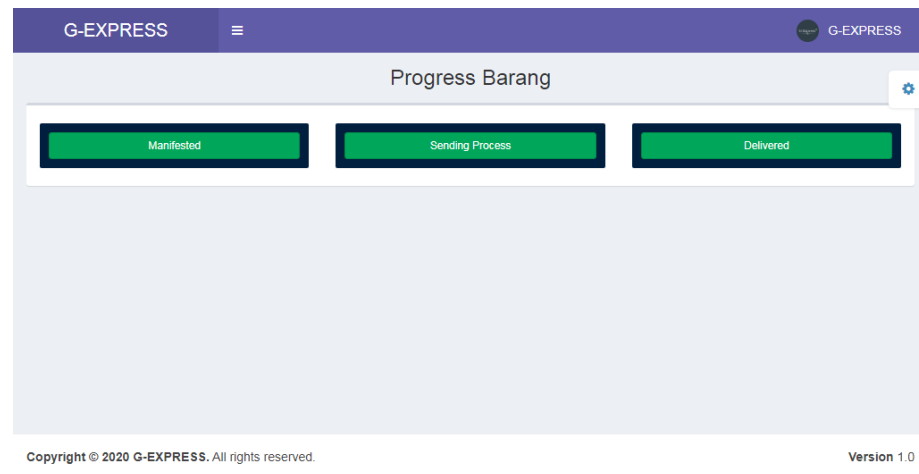 G-EXPRESS
G-EXPRESS
Progress Barang
Manifested
Sending Process
Delivered
Copyright © 2020 G-EXPRESS. All rights reserved.
Version 1.0